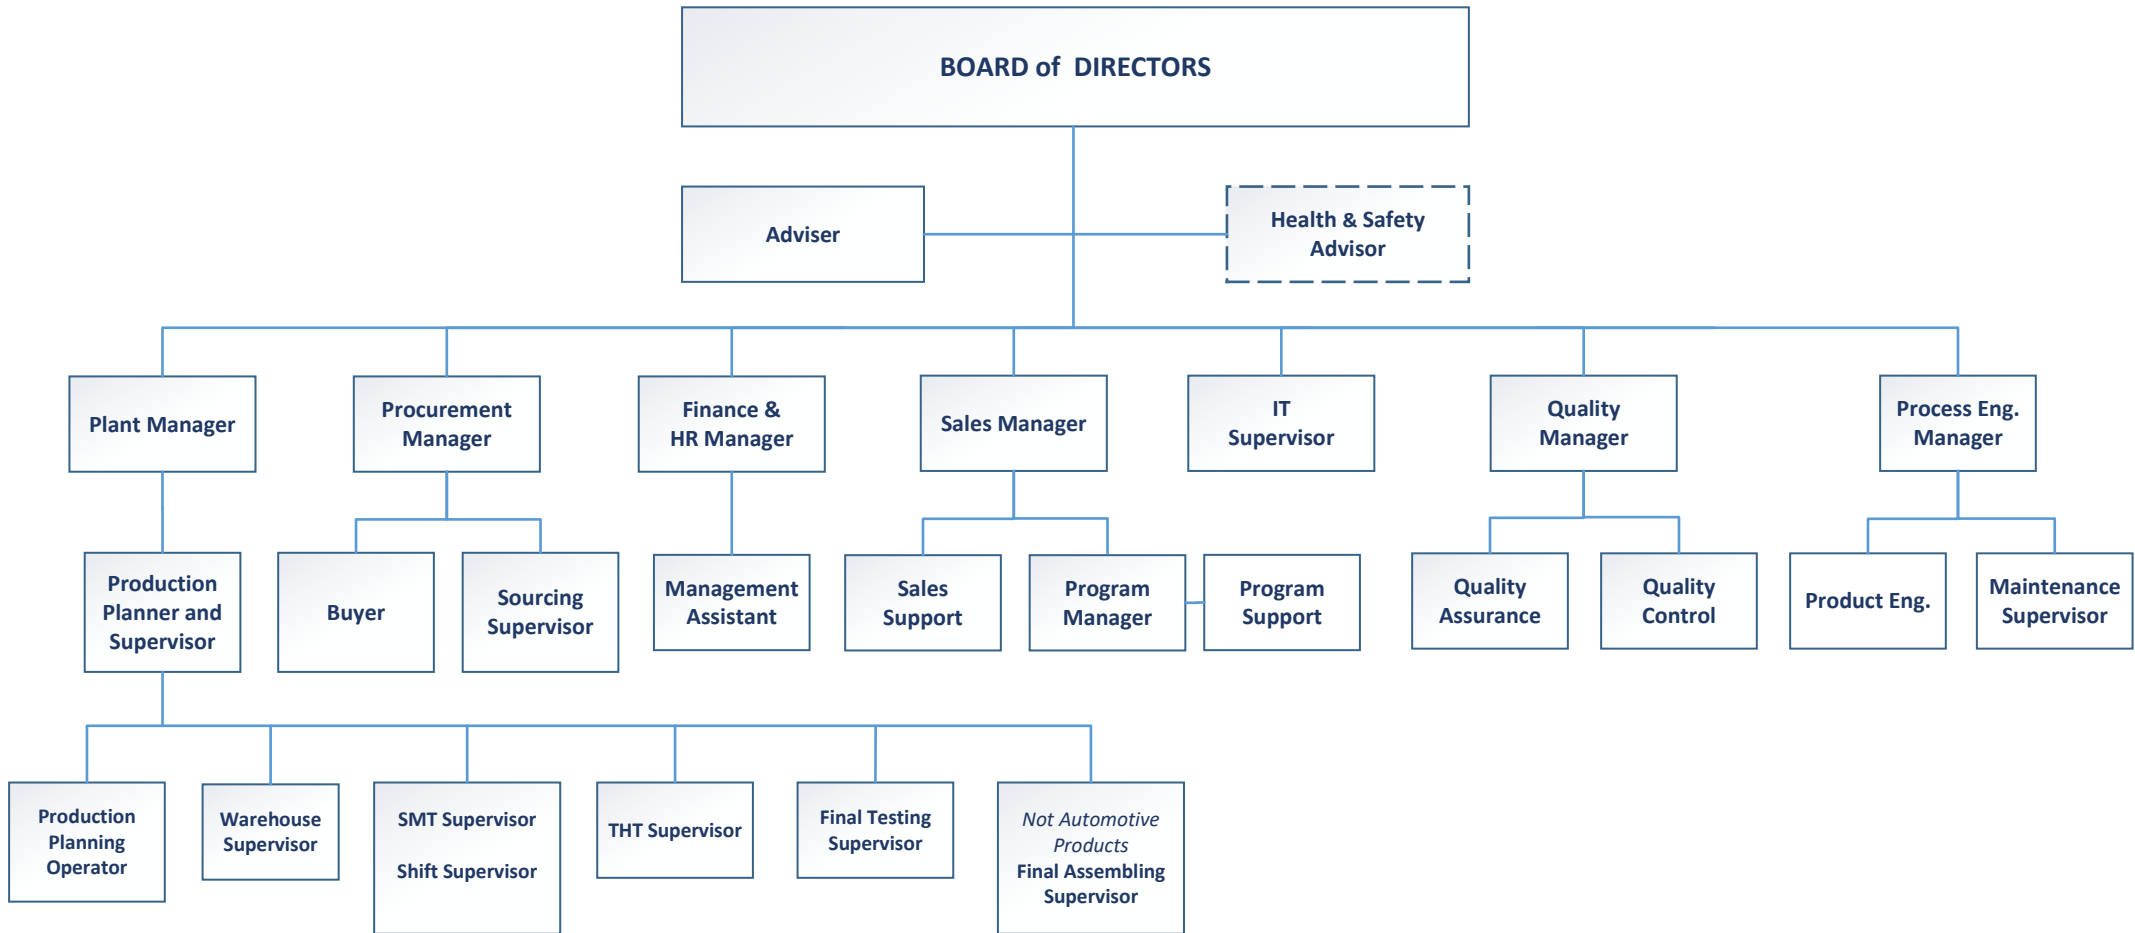 BOARD of DIRECTORS
Adviser
Health & Safety
Advisor
Plant Manager
Procurement
Manager
Finance &
HR Manager
Sales Manager
IT
Supervisor
Quality
Manager
Process Eng.
Manager
Production
Planner and
Supervisor
Buyer
Sourcing
Supervisor
Management
Assistant
Sales
Support
Program
Manager
Program
Support
Quality
Assurance
Quality
Control
Product Eng.
Maintenance
Supervisor
Production
Planning
Operator
Warehouse
Supervisor
SMT Supervisor
Shift Supervisor
THT Supervisor
Final Testing
Supervisor
Not Automotive
Products
Final Assembling
Supervisor